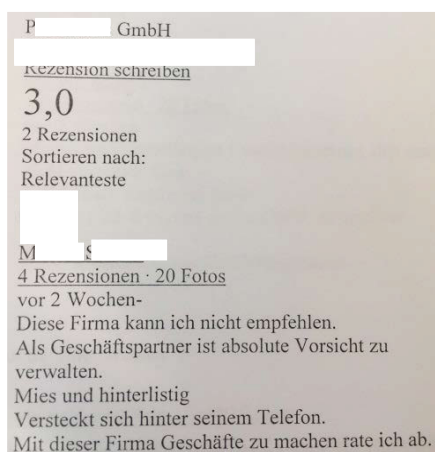 P GmbH
Rezension schreiben
3,0
2 Rezensionen
Sortieren nach:
Relevanteste
M S
4 Rezensionen · 20 Fotos
vor 2 Wochen-
Diese Firma kann ich nicht empfehlen.
Als Geschäftspartner ist absolute Vorsicht zu
verwalten.
Mies und hinterlistig
Versteckt sich hinter seinem Telefon.
Mit dieser Firma Geschäfte zu machen rate ich ab.